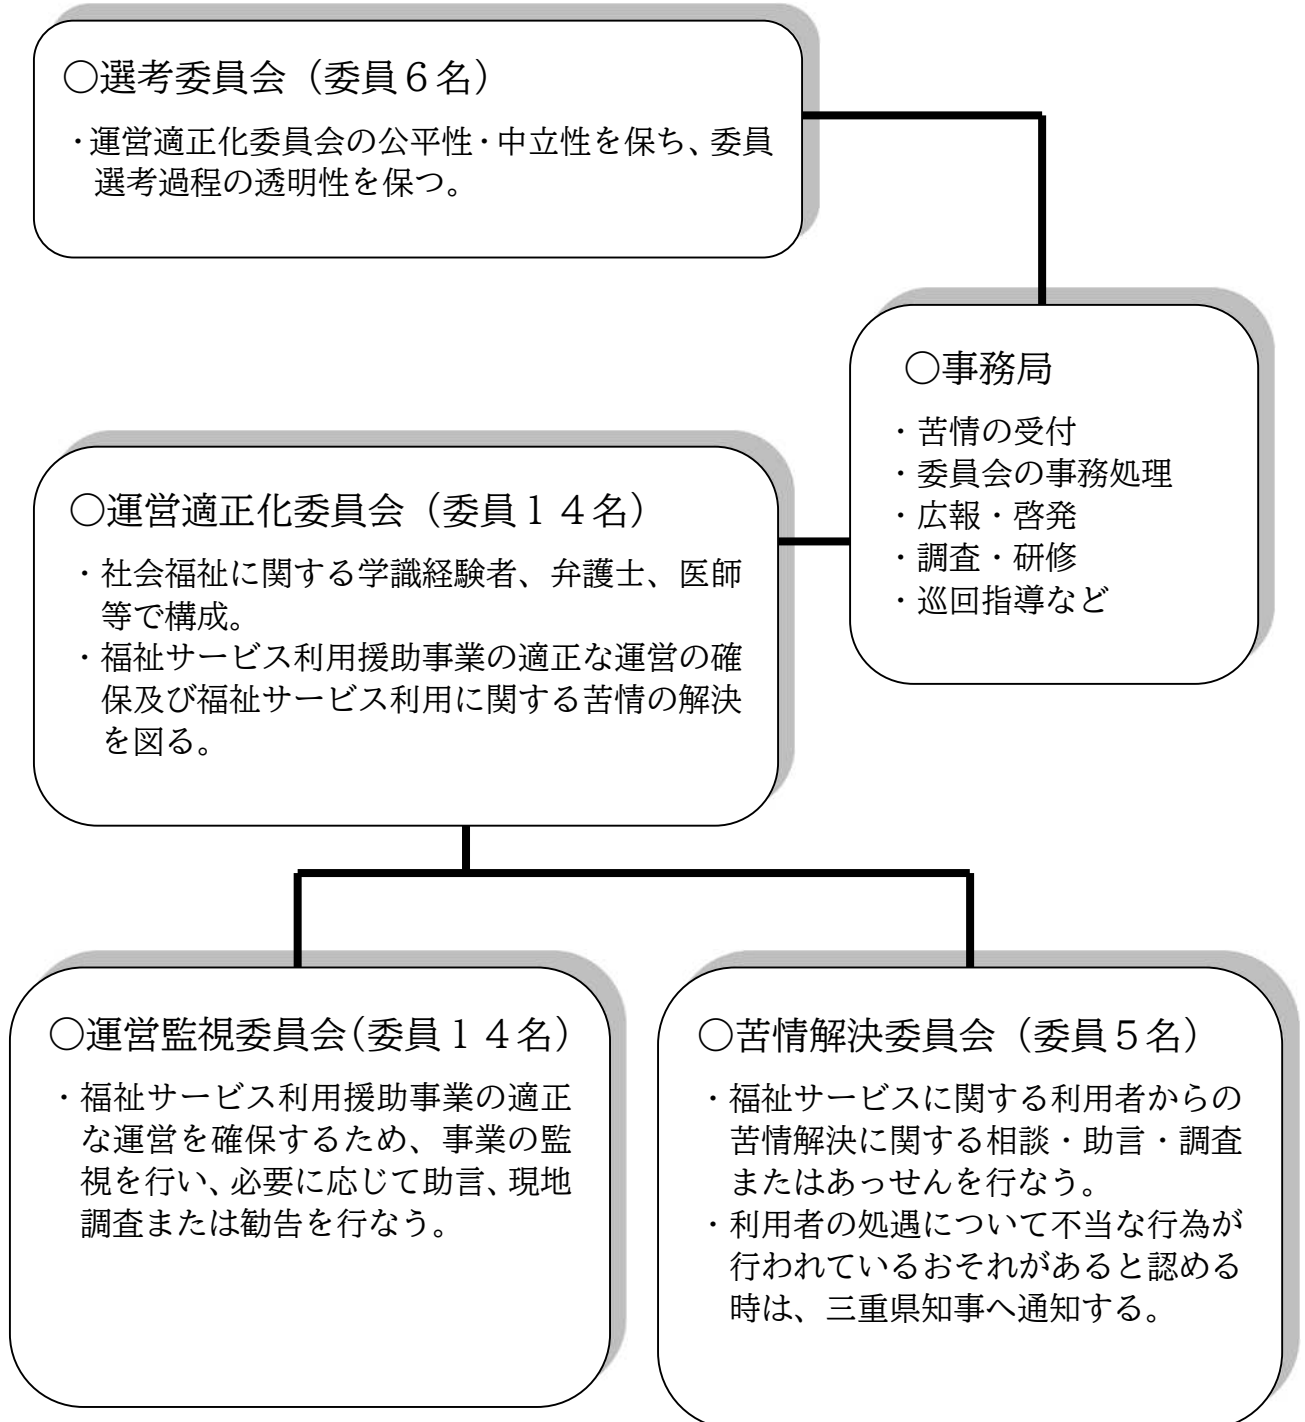 ○選考委員会（委員６名）
・運営適正化委員会の公平性・中立性を保ち、委員
選考過程の透明性を保つ。
○事務局
・苦情の受付
・委員会の事務処理
・広報・啓発
・調査・研修
・巡回指導など
○運営適正化委員会（委員１４名）
・社会福祉に関する学識経験者、弁護士、医師
等で構成。
・福祉サービス利用援助事業の適正な運営の確
保及び福祉サービス利用に関する苦情の解決
を図る。
○運営監視委員会（委員１４名）
・福祉サービス利用援助事業の適正
な運営を確保するため、事業の監
視を行い、必要に応じて助言、現地
調査または勧告を行なう。
○苦情解決委員会（委員５名）
・福祉サービスに関する利用者からの
苦情解決に関する相談・助言・調査
またはあっせんを行なう。
・利用者の処遇について不当な行為が
行われているおそれがあると認める
時は、三重県知事へ通知する。